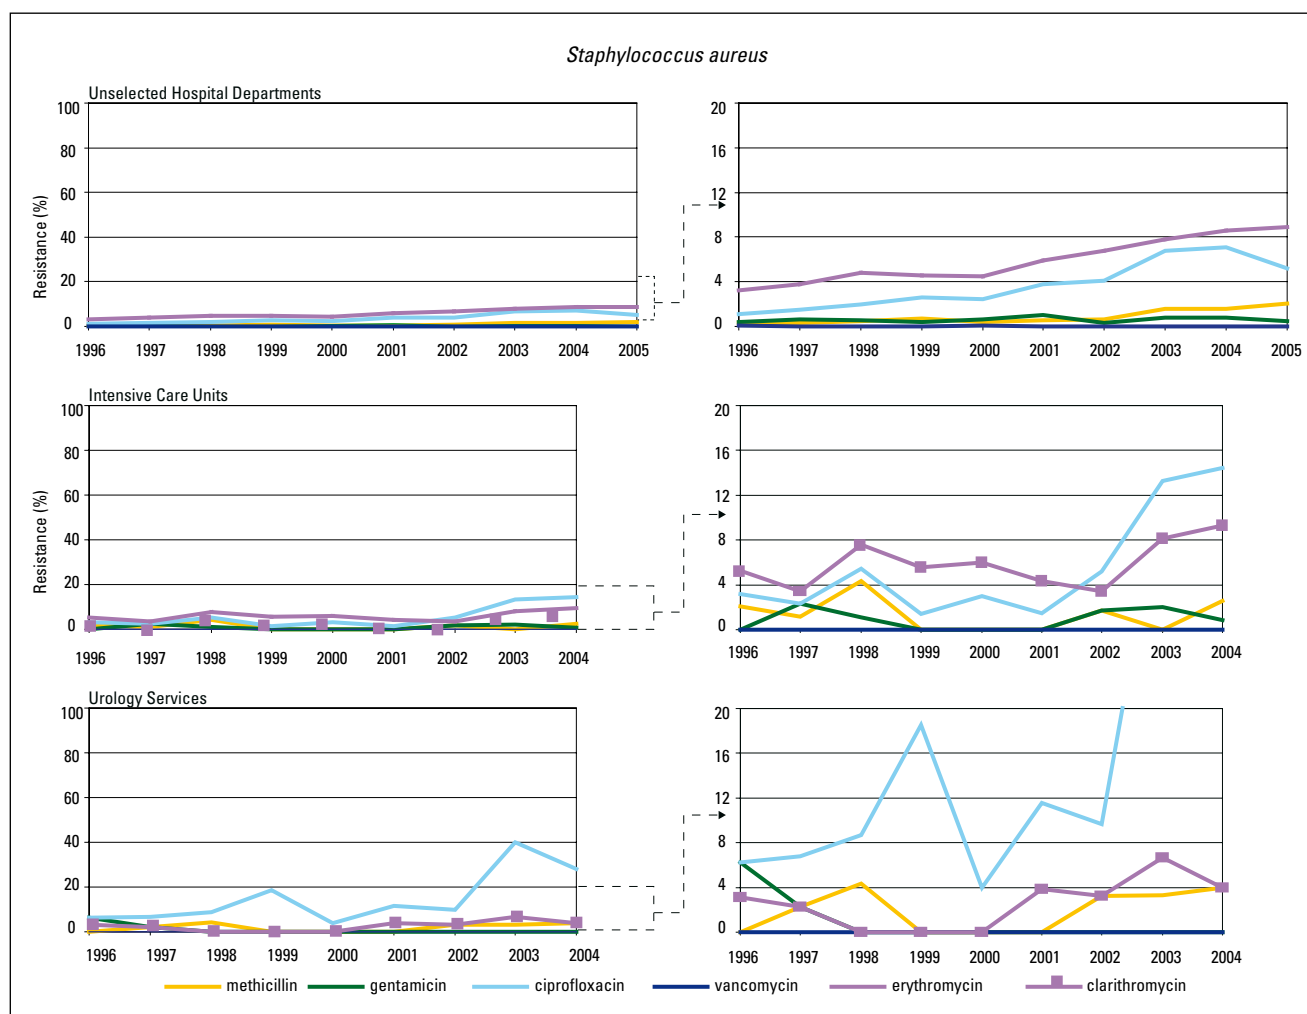 Staphylococcus aureus
Unselected Hospital Departments
100
80
60
40
20
0
Resistance (%)
1996 1997 1998 1999 2000 2001 2002 2003 2004 2005
20
16
12
8
4
0
1996 1997 1998 1999 2000 2001 2002 2003 2004 2005
Intensive Care Units
100
80
60
40
20
0
Resistance (%)
1996 1997 1998 1999 2000 2001 2002 2003 2004
20
16
12
8
4
0
1996 1997 1998 1999 2000 2001 2002 2003 2004
Urology Services
100
80
60
40
20
0
1996 1997 1998 1999 2000 2001 2002 2003 2004
20
16
12
8
4
0
1996 1997 1998 1999 2000 2001 2002 2003 2004
methicillin gentamicin ciprofloxacin vancomycin erythromycin clarithromycin